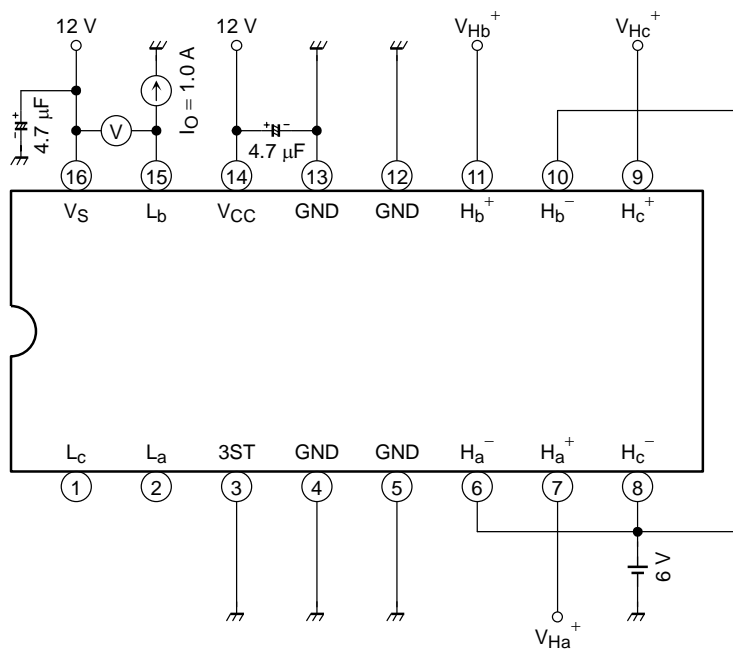 12 V 12 V V_Hb+ V_Hc+
+ -
4.7 μF
V
I_O = 1.0 A
+ -
4.7 μF
16 15 14 13 12 11 10 9
V_S L_b V_CC GND GND H_b+ H_b- H_c+
L_c L_a 3ST GND GND H_a- H_a+ H_c-
1 2 3 4 5 6 7 8
6 V
V_Ha+